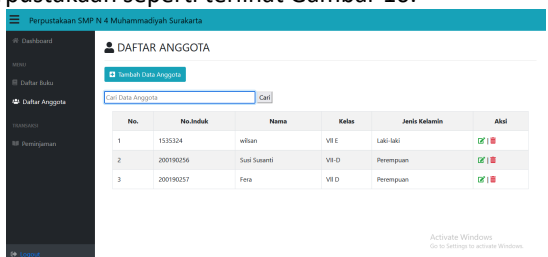 pustakaan seperti terlihat Gambar 10.
Perpustakaan SMP N 4 Muhammadiyah Surakarta
Dashboard
DAFTAR ANGGOTA
MENU
Tambah Data Anggota
Daftar Buku
Daftar Anggota
Cari Data Anggota Cari
No. No.Induk Nama Kelas Jenis Kelamin Aksi
TRANSAKSI
1 1535324 wilsan VII E Laki-laki |
Peminjaman
2 200190256 Susi Susanti VII-D Perempuan |
3 200190257 Fera VII D Perempuan |
Activate Windows
Go to Settings to activate Windows.
Logout